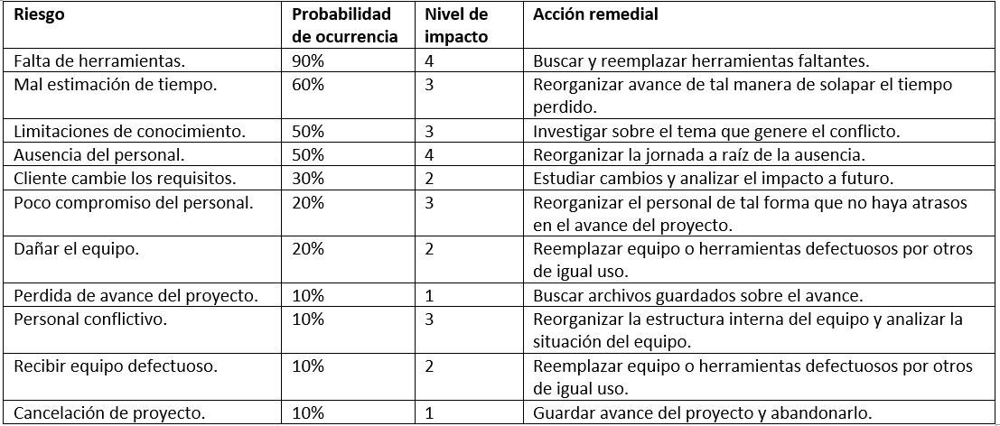 Riesgo Probabilidad de ocurrencia Nivel de impacto Acción remedial
Falta de herramientas. 90% 4 Buscar y reemplazar herramientas faltantes.
Mal estimación de tiempo. 60% 3 Reorganizar avance de tal manera de solapar el tiempo
perdido.
Limitaciones de conocimiento. 50% 3 Investigar sobre el tema que genere el conflicto.
Ausencia del personal. 50% 4 Reorganizar la jornada a raíz de la ausencia.
Cliente cambie los requisitos. 30% 2 Estudiar cambios y analizar el impacto a futuro.
Poco compromiso del personal. 20% 3 Reorganizar el personal de tal forma que no haya atrasos
en el avance del proyecto.
Dañar el equipo. 20% 2 Reemplazar equipo o herramientas defectuosos por otros
de igual uso.
Perdida de avance del proyecto. 10% 1 Buscar archivos guardados sobre el avance.
Personal conflictivo. 10% 3 Reorganizar la estructura interna del equipo y analizar la
situación del equipo.
Recibir equipo defectuoso. 10% 2 Reemplazar equipo o herramientas defectuosos por otros
de igual uso.
Cancelación de proyecto. 10% 1 Guardar avance del proyecto y abandonarlo.